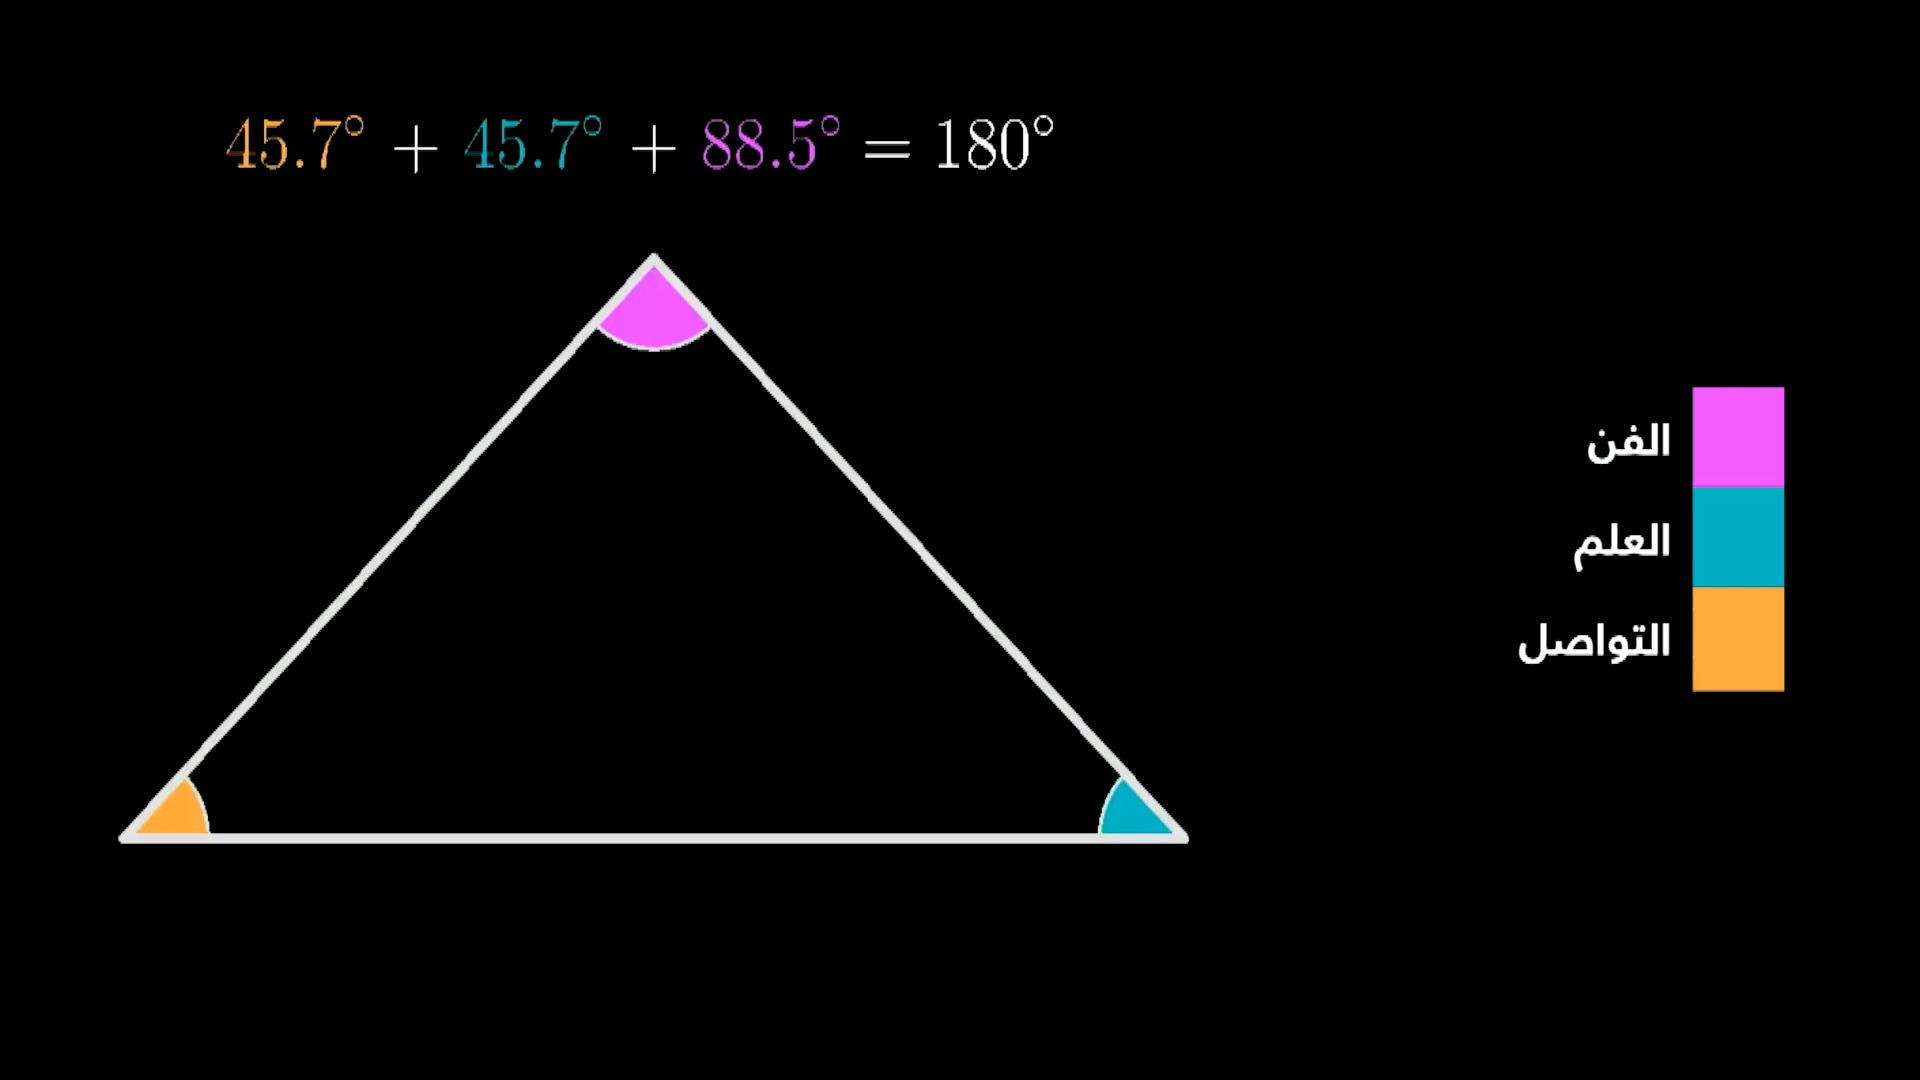 45.7° + 45.7° + 88.5° = 180°
الفن
العلم
التواصل